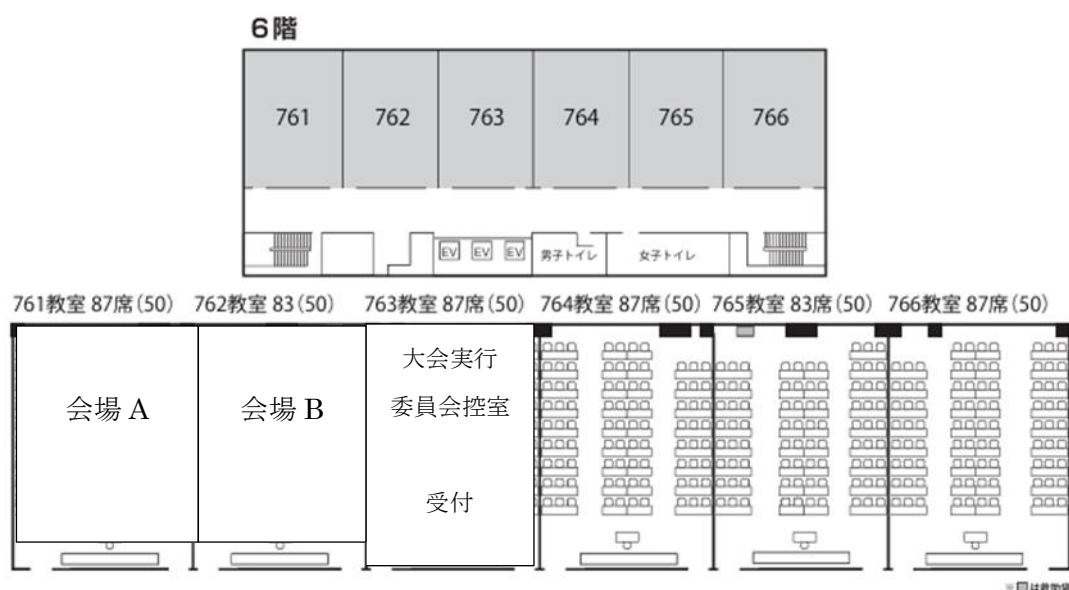 6階
761 762 763 764 765 766
EV EV EV 男子トイレ 女子トイレ
761教室 87席(50) 762教室 83(50) 763教室 87席(50) 764教室 87席(50) 765教室 83席(50) 766教室 87席(50)
会場 A
会場 B
大会実行
委員会控室
受付